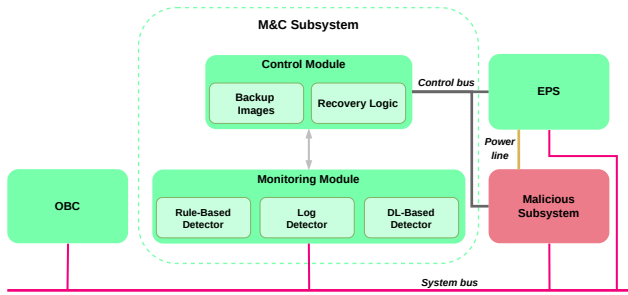 M&C Subsystem
Control Module
Backup
Images
Recovery Logic
Control bus
EPS
Power
line
Monitoring Module
Rule-Based
Detector
Log
Detector
DL-Based
Detector
OBC
Malicious
Subsystem
System bus